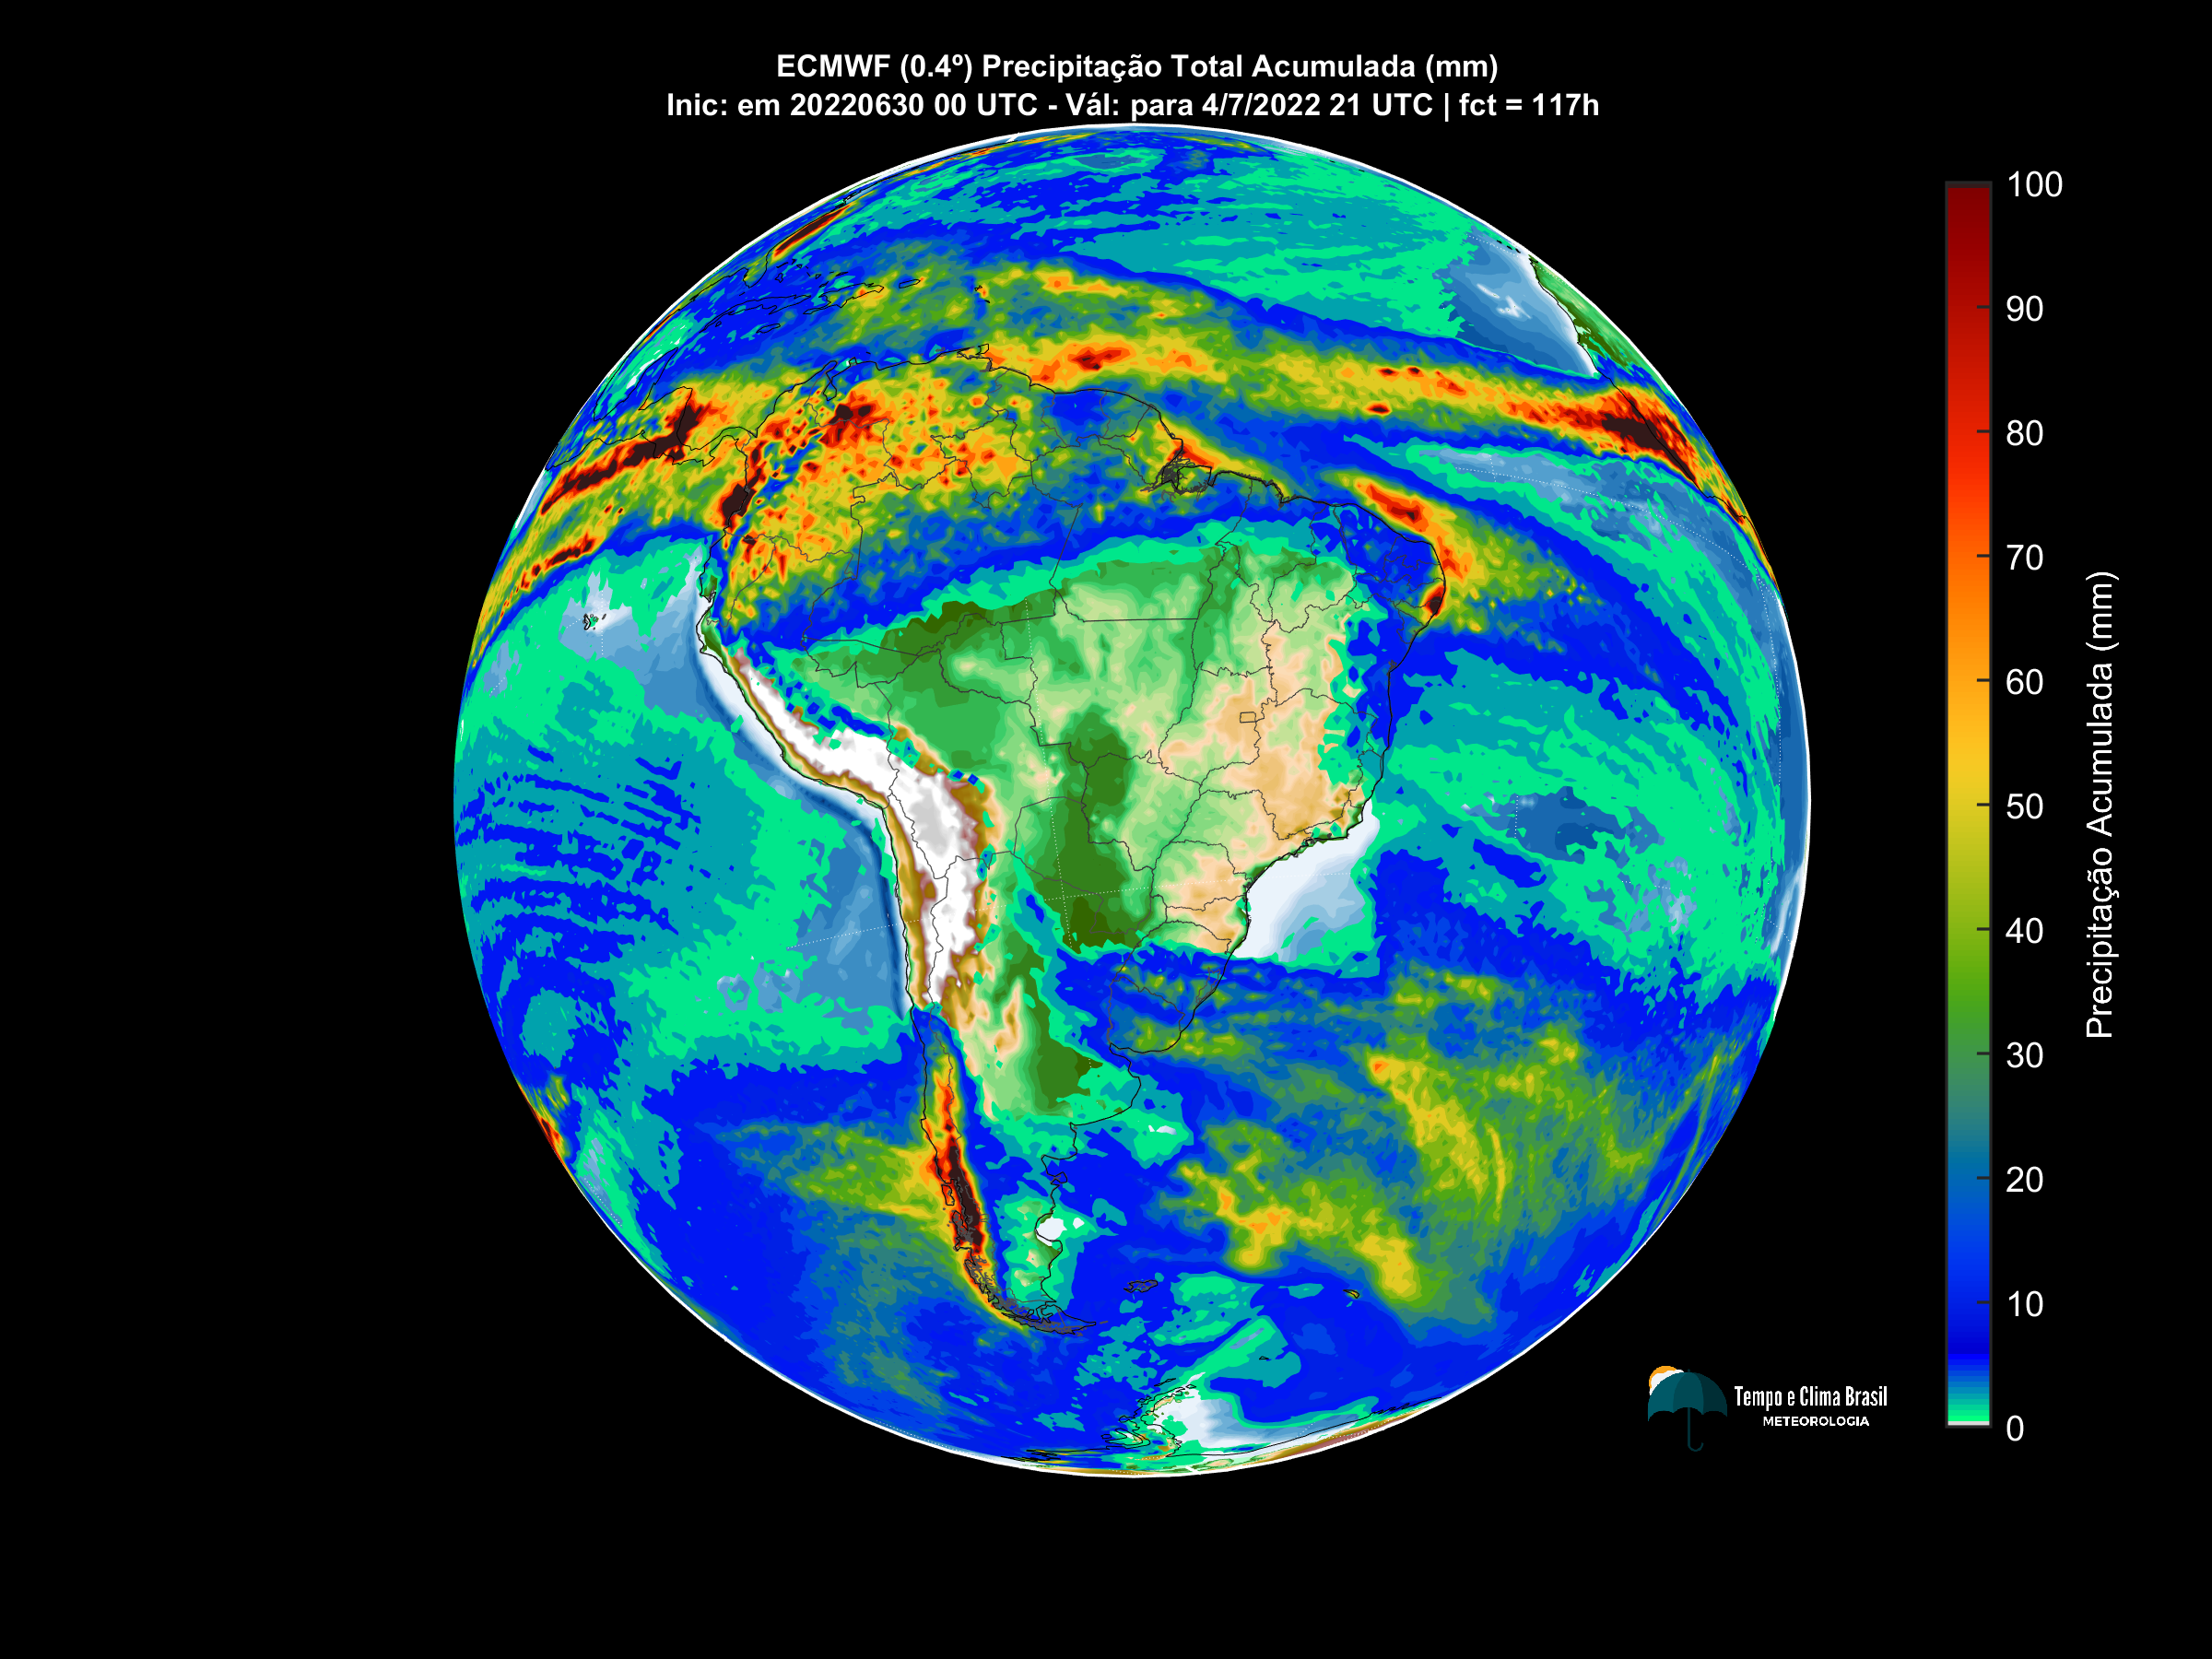 ECMWF (0.4º) Precipitação Total Acumulada (mm)
Inic: em 20220630 00 UTC - Vál: para 4/7/2022 21 UTC | fct = 117h
100
90
80
70
60
50
40
30
20
10
0
Precipitação Acumulada (mm)
Tempo e Clima Brasil
METEOROLOGIA